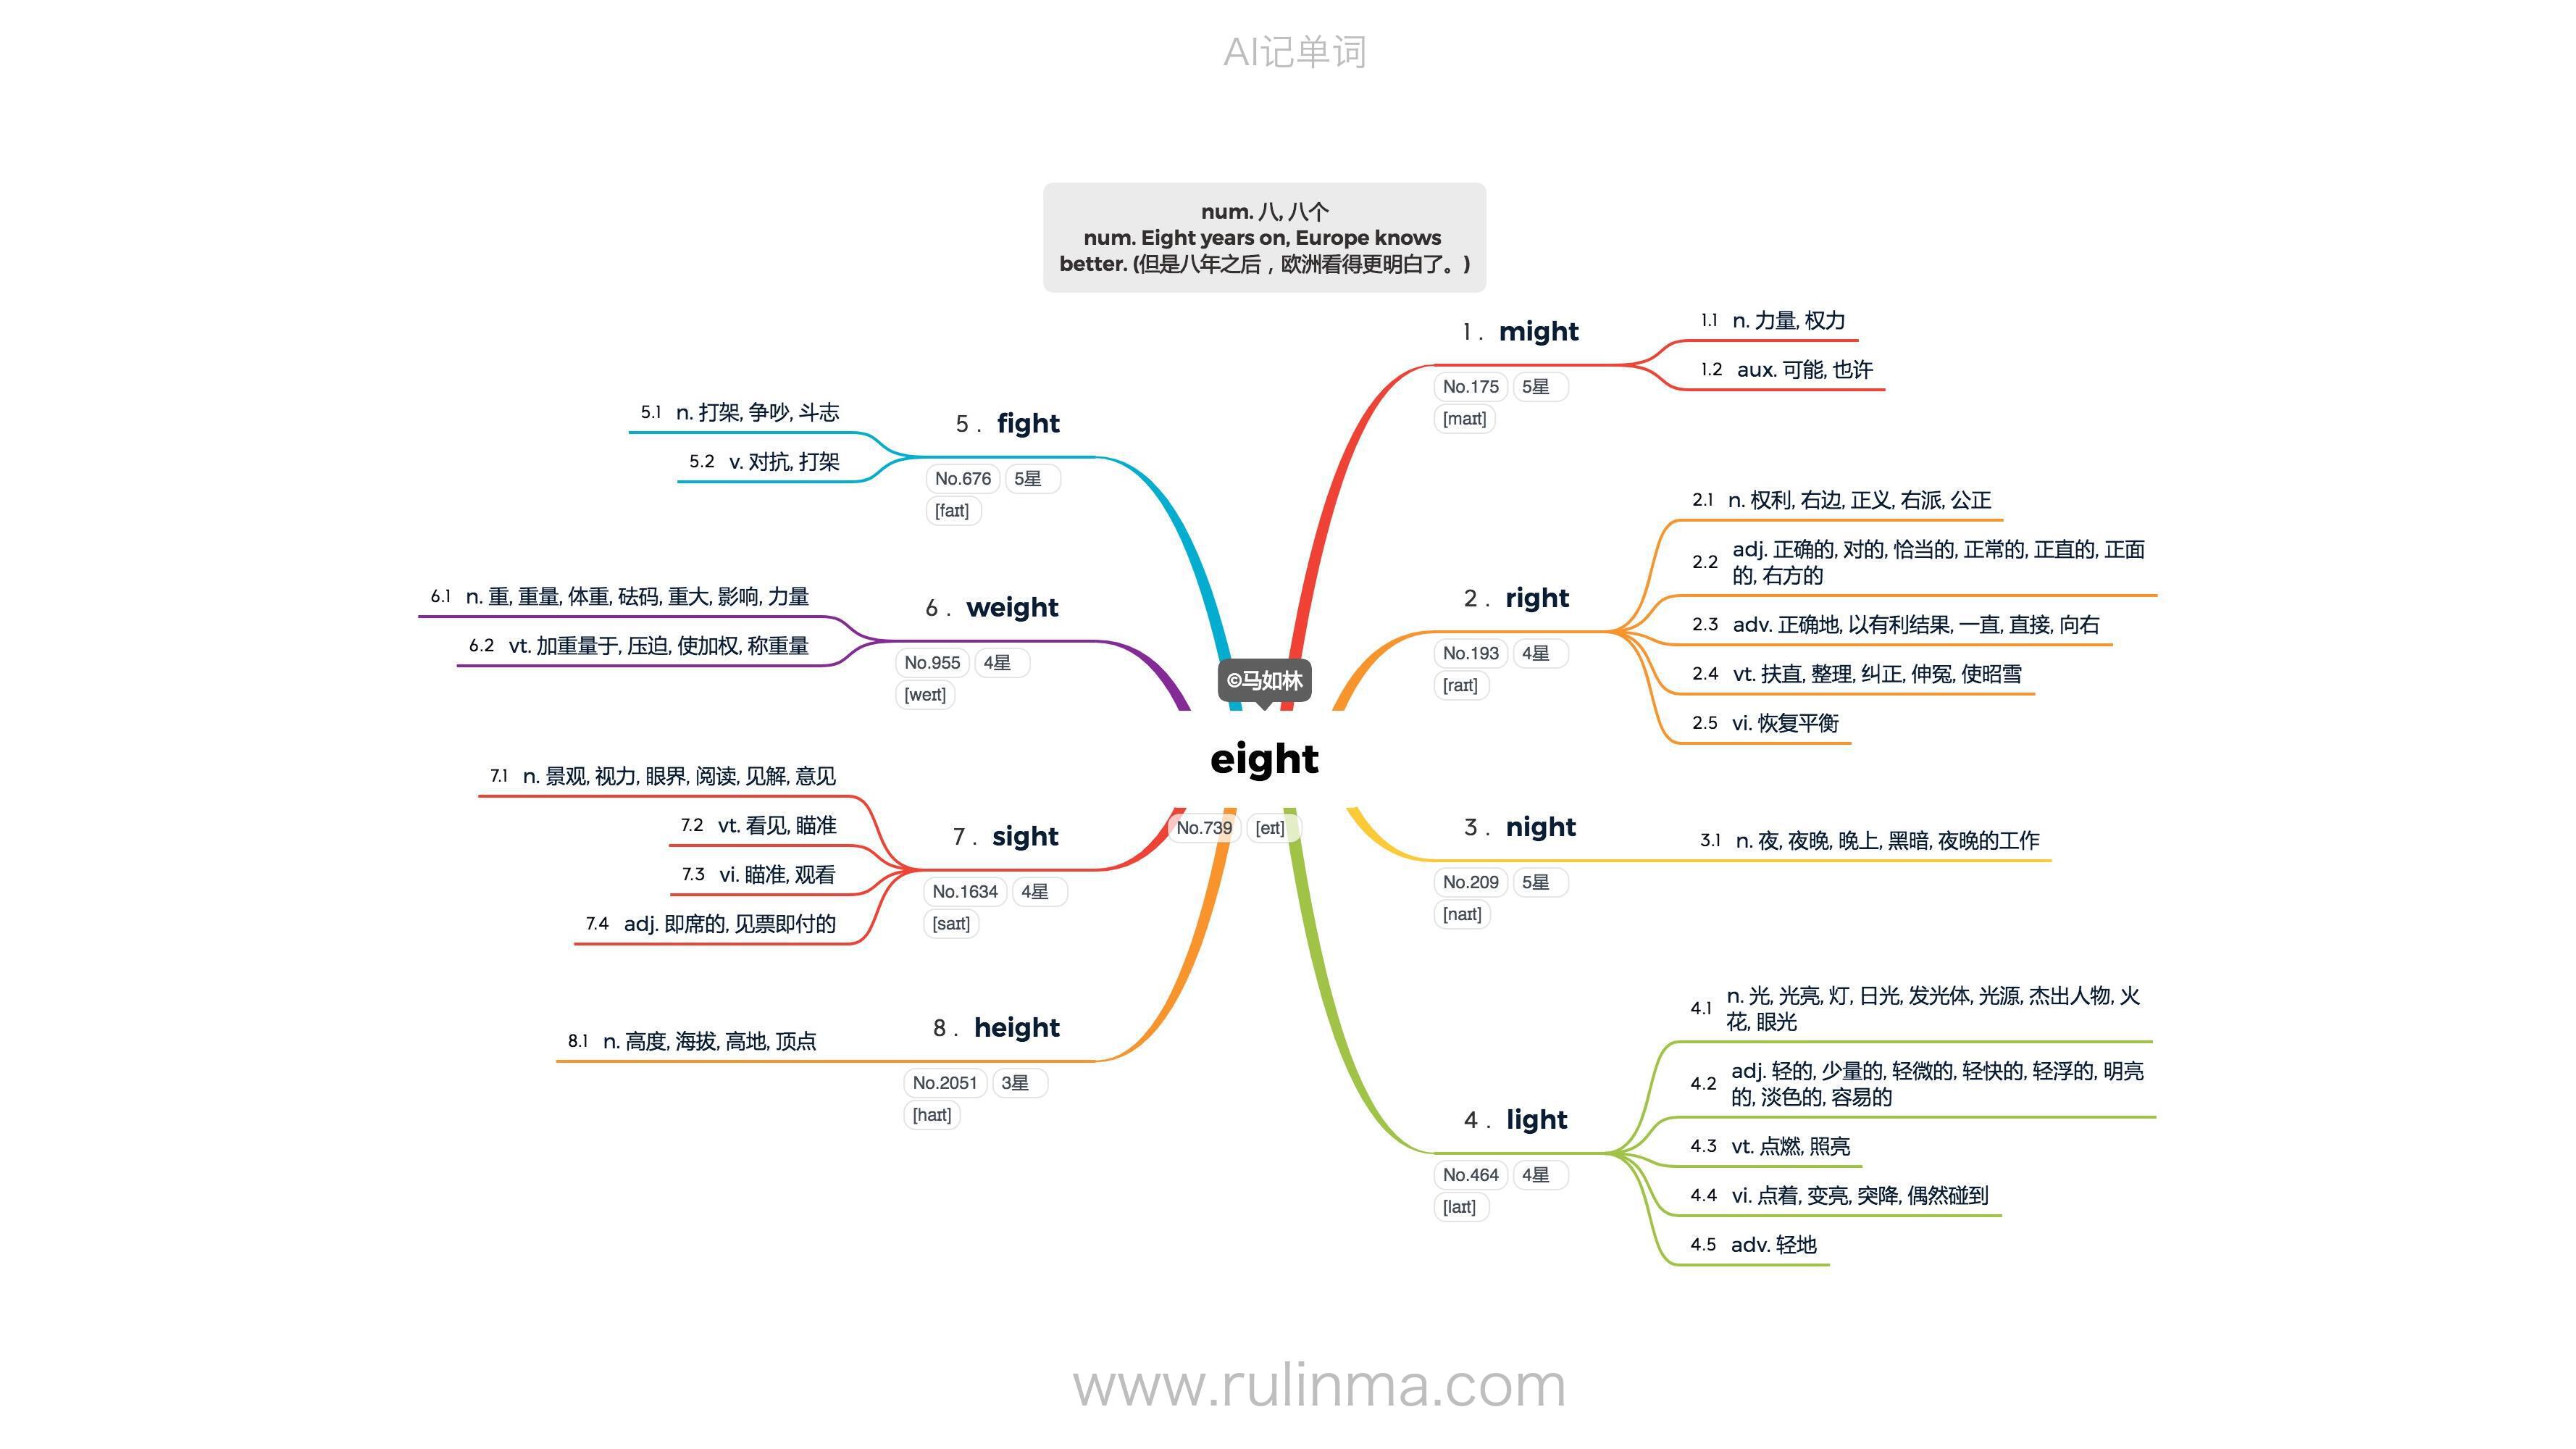 AI记单词
num. 八, 八个
num. Eight years on, Europe knows
better. (但是八年之后，欧洲看得更明白了。)
©马如林
eight
No.739 [eɪt]
1. might
No.175 5星
[maɪt]
1.1 n. 力量, 权力
1.2 aux. 可能, 也许
2. right
No.193 4星
[raɪt]
2.1 n. 权利, 右边, 正义, 右派, 公正
2.2 adj. 正确的, 对的, 恰当的, 正常的, 正直的, 正面
的, 右方的
2.3 adv. 正确地, 以有利结果, 一直, 直接, 向右
2.4 vt. 扶直, 整理, 纠正, 伸冤, 使昭雪
2.5 vi. 恢复平衡
3. night
No.209 5星
[naɪt]
3.1 n. 夜, 夜晚, 晚上, 黑暗, 夜晚的工作
4. light
No.464 4星
[laɪt]
4.1 n. 光, 光亮, 灯, 日光, 发光体, 光源, 杰出人物, 火
花, 眼光
4.2 adj. 轻的, 少量的, 轻微的, 轻快的, 轻浮的, 明亮
的, 淡色的, 容易的
4.3 vt. 点燃, 照亮
4.4 vi. 点着, 变亮, 突降, 偶然碰到
4.5 adv. 轻地
5. fight
No.676 5星
[faɪt]
5.1 n. 打架, 争吵, 斗志
5.2 v. 对抗, 打架
6. weight
No.955 4星
[weɪt]
6.1 n. 重, 重量, 体重, 砝码, 重大, 影响, 力量
6.2 vt. 加重量于, 压迫, 使加权, 称重量
7. sight
No.1634 4星
[saɪt]
7.1 n. 景观, 视力, 眼界, 阅读, 见解, 意见
7.2 vt. 看见, 瞄准
7.3 vi. 瞄准, 观看
7.4 adj. 即席的, 见票即付的
8. height
No.2051 3星
[haɪt]
8.1 n. 高度, 海拔, 高地, 顶点
www.rulinma.com